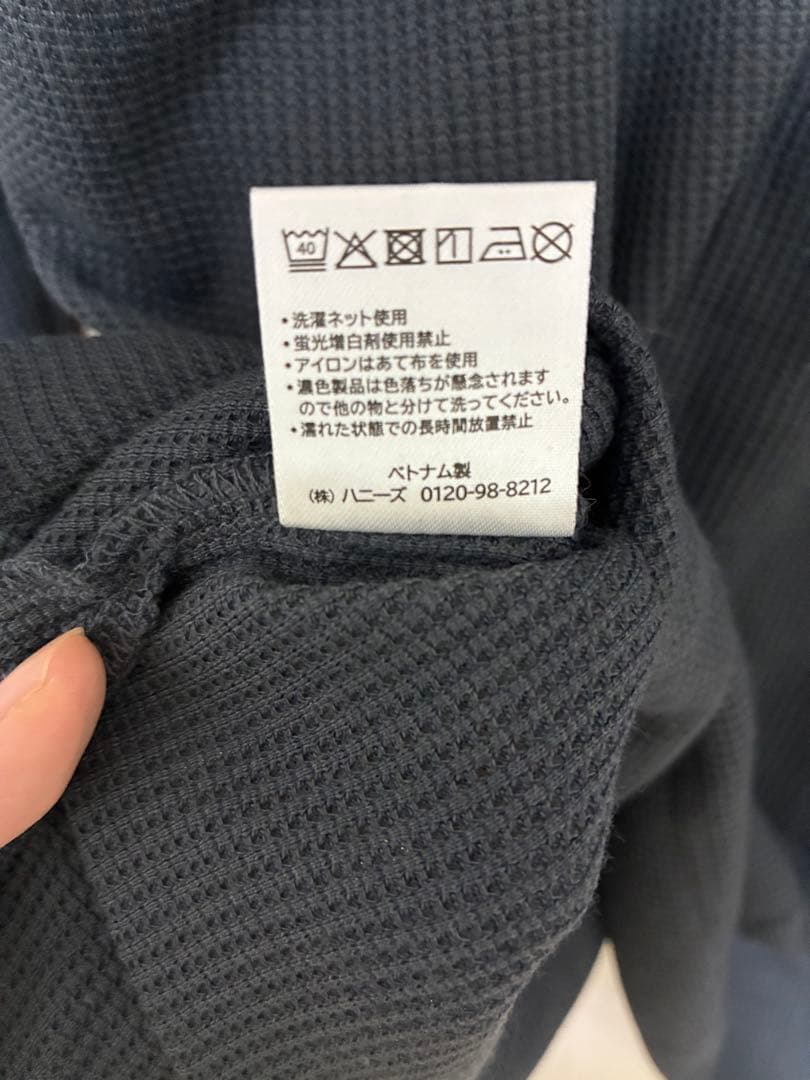 40
・洗濯ネット使用
・蛍光増白剤使用禁止
・アイロンはあて布を使用
・濃色製品は色落ちが懸念されます
ので他の物と分けて洗ってください。
・濡れた状態での長時間放置禁止
ベトナム製
(株) ハニーズ 0120-98-8212